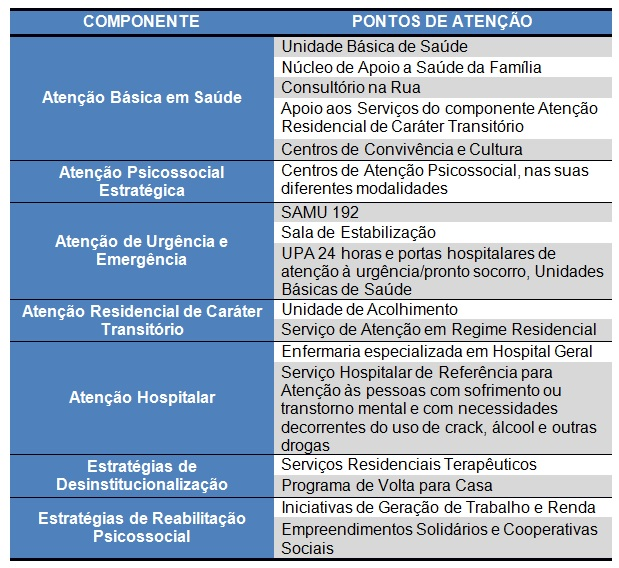 COMPONENTE
PONTOS DE ATENÇÃO
Atenção Básica em Saúde
Unidade Básica de Saúde
Núcleo de Apoio a Saúde da Família
Consultório na Rua
Apoio aos Serviços do componente Atenção
Residencial de Caráter Transitório
Centros de Convivência e Cultura
Atenção Psicossocial
Estratégica
Centros de Atenção Psicossocial, nas suas
diferentes modalidades
Atenção de Urgência e
Emergência
SAMU 192
Sala de Estabilização
UPA 24 horas e portas hospitalares de
atenção à urgência/pronto socorro, Unidades
Básicas de Saúde
Atenção Residencial de Caráter
Transitório
Unidade de Acolhimento
Serviço de Atenção em Regime Residencial
Atenção Hospitalar
Enfermaria especializada em Hospital Geral
Serviço Hospitalar de Referência para
Atenção às pessoas com sofrimento ou
transtorno mental e com necessidades
decorrentes do uso de crack, álcool e outras
drogas
Estratégias de
Desinstitucionalização
Serviços Residenciais Terapêuticos
Programa de Volta para Casa
Estratégias de Reabilitação
Psicossocial
Iniciativas de Geração de Trabalho e Renda
Empreendimentos Solidários e Cooperativas
Sociais